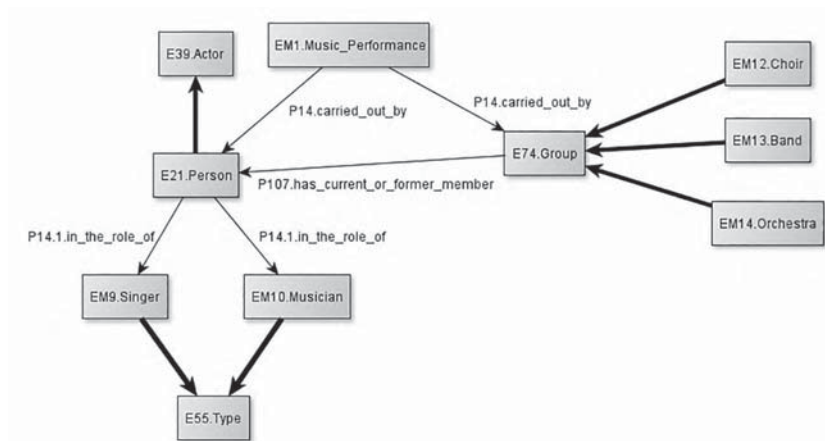 EM1.Music_Performance
E39.Actor
EM12.Choir
P14.carried_out_by
P14.carried_out_by
EM13.Band
E74.Group
E21.Person
P107.has_current_or_former_member
EM14.Orchestra
P14.1.in_the_role_of
P14.1.in_the_role_of
EM9.Singer
EM10.Musician
E55.Type